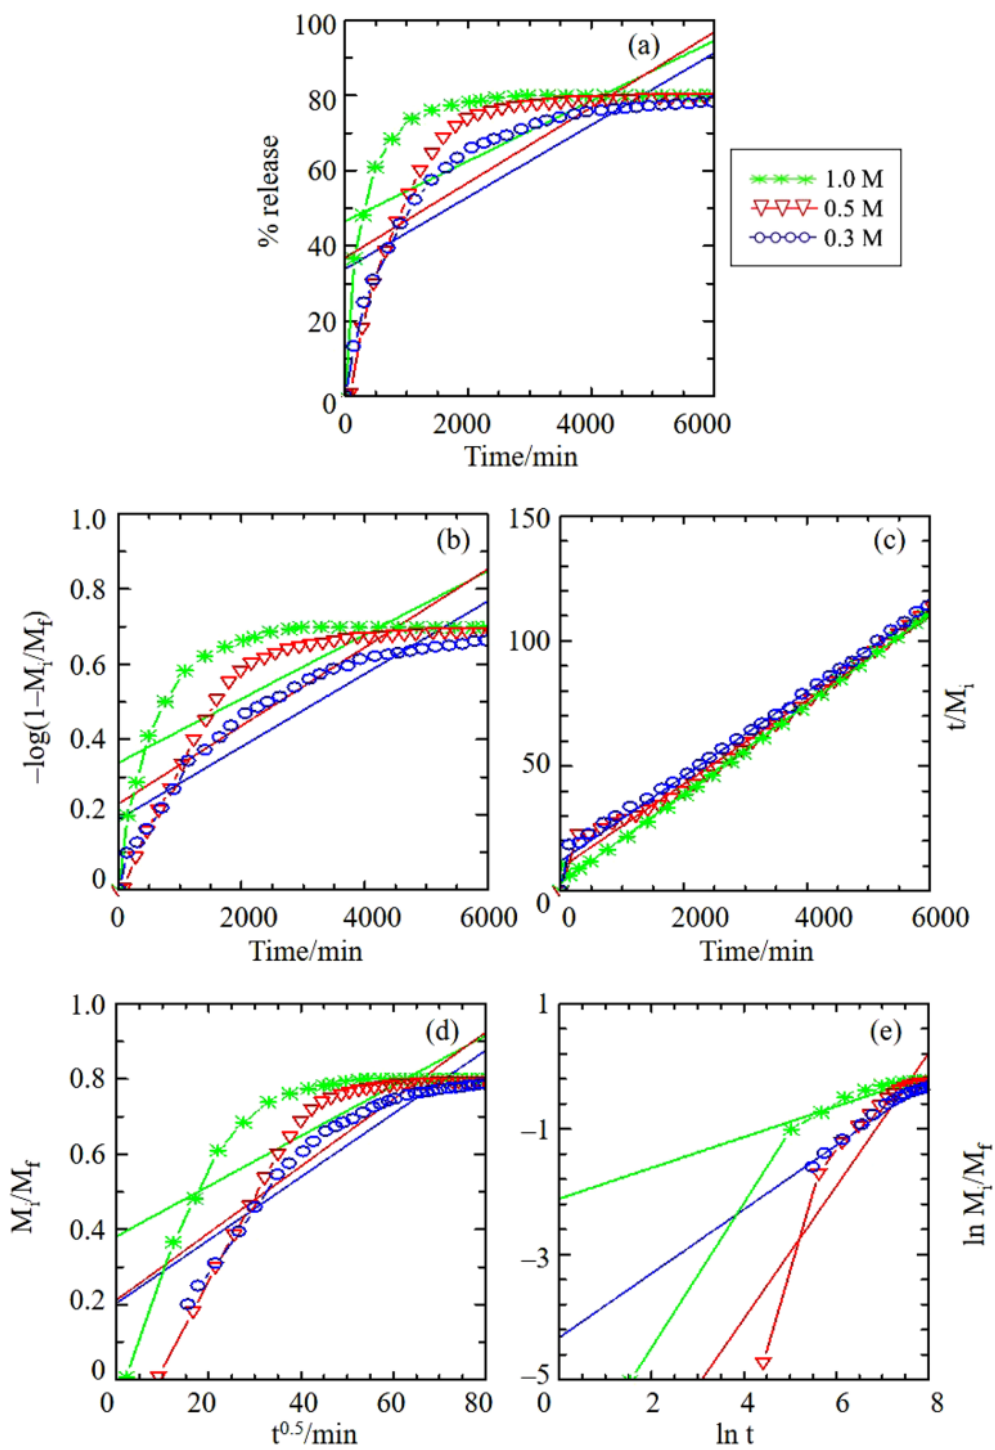 (a)
100
80
60
40
20
0
% release
0 2000 4000 6000
Time/min
1.0 M
0.5 M
0.3 M
(b)
1.0
0.8
0.6
0.4
0.2
0
–log(1–Mᵢ/M_f)
0 2000 4000 6000
Time/min
(c)
150
100
50
0
t/Mᵢ
0 2000 4000 6000
Time/min
(d)
1.0
0.8
0.6
0.4
0.2
0
Mᵢ/M_f
0 20 40 60 80
t^0.5/min
(e)
1
–1
–3
–5
ln Mᵢ/M_f
0 2 4 6 8
ln t